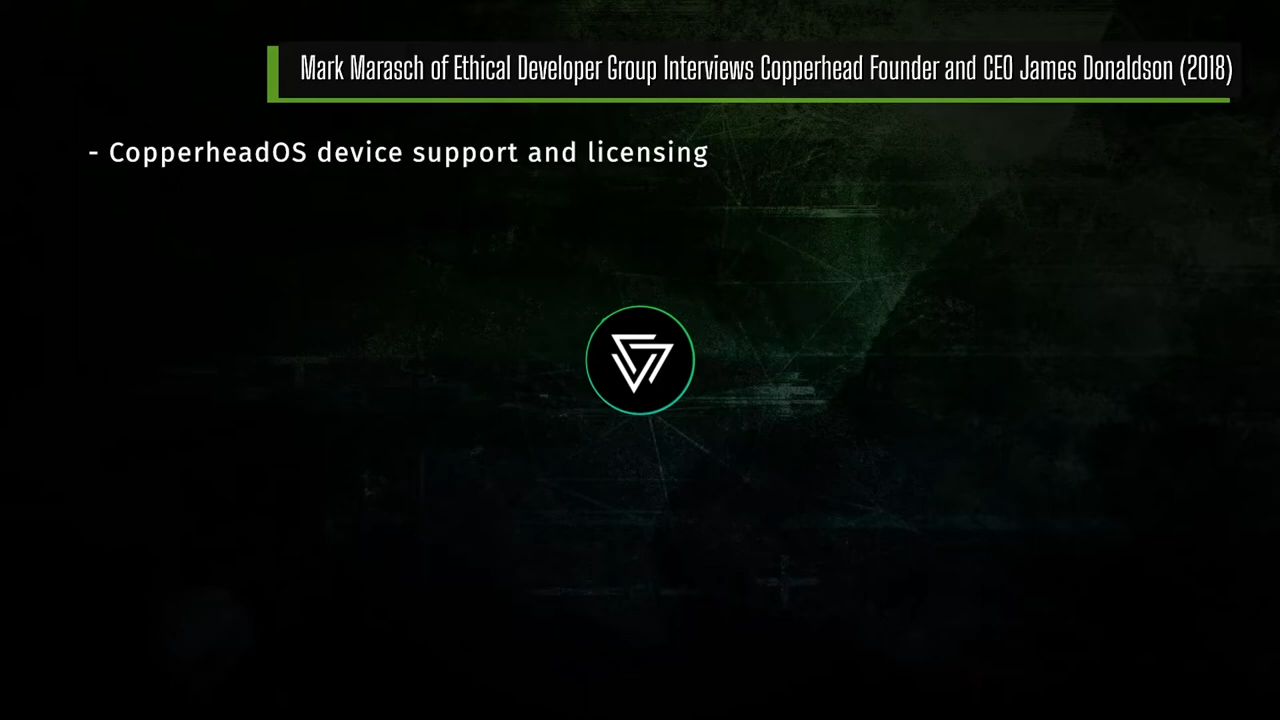 Mark Marasch of Ethical Developer Group Interviews Copperhead Founder and CEO James Donaldson (2018)
- CopperheadOS device support and licensing